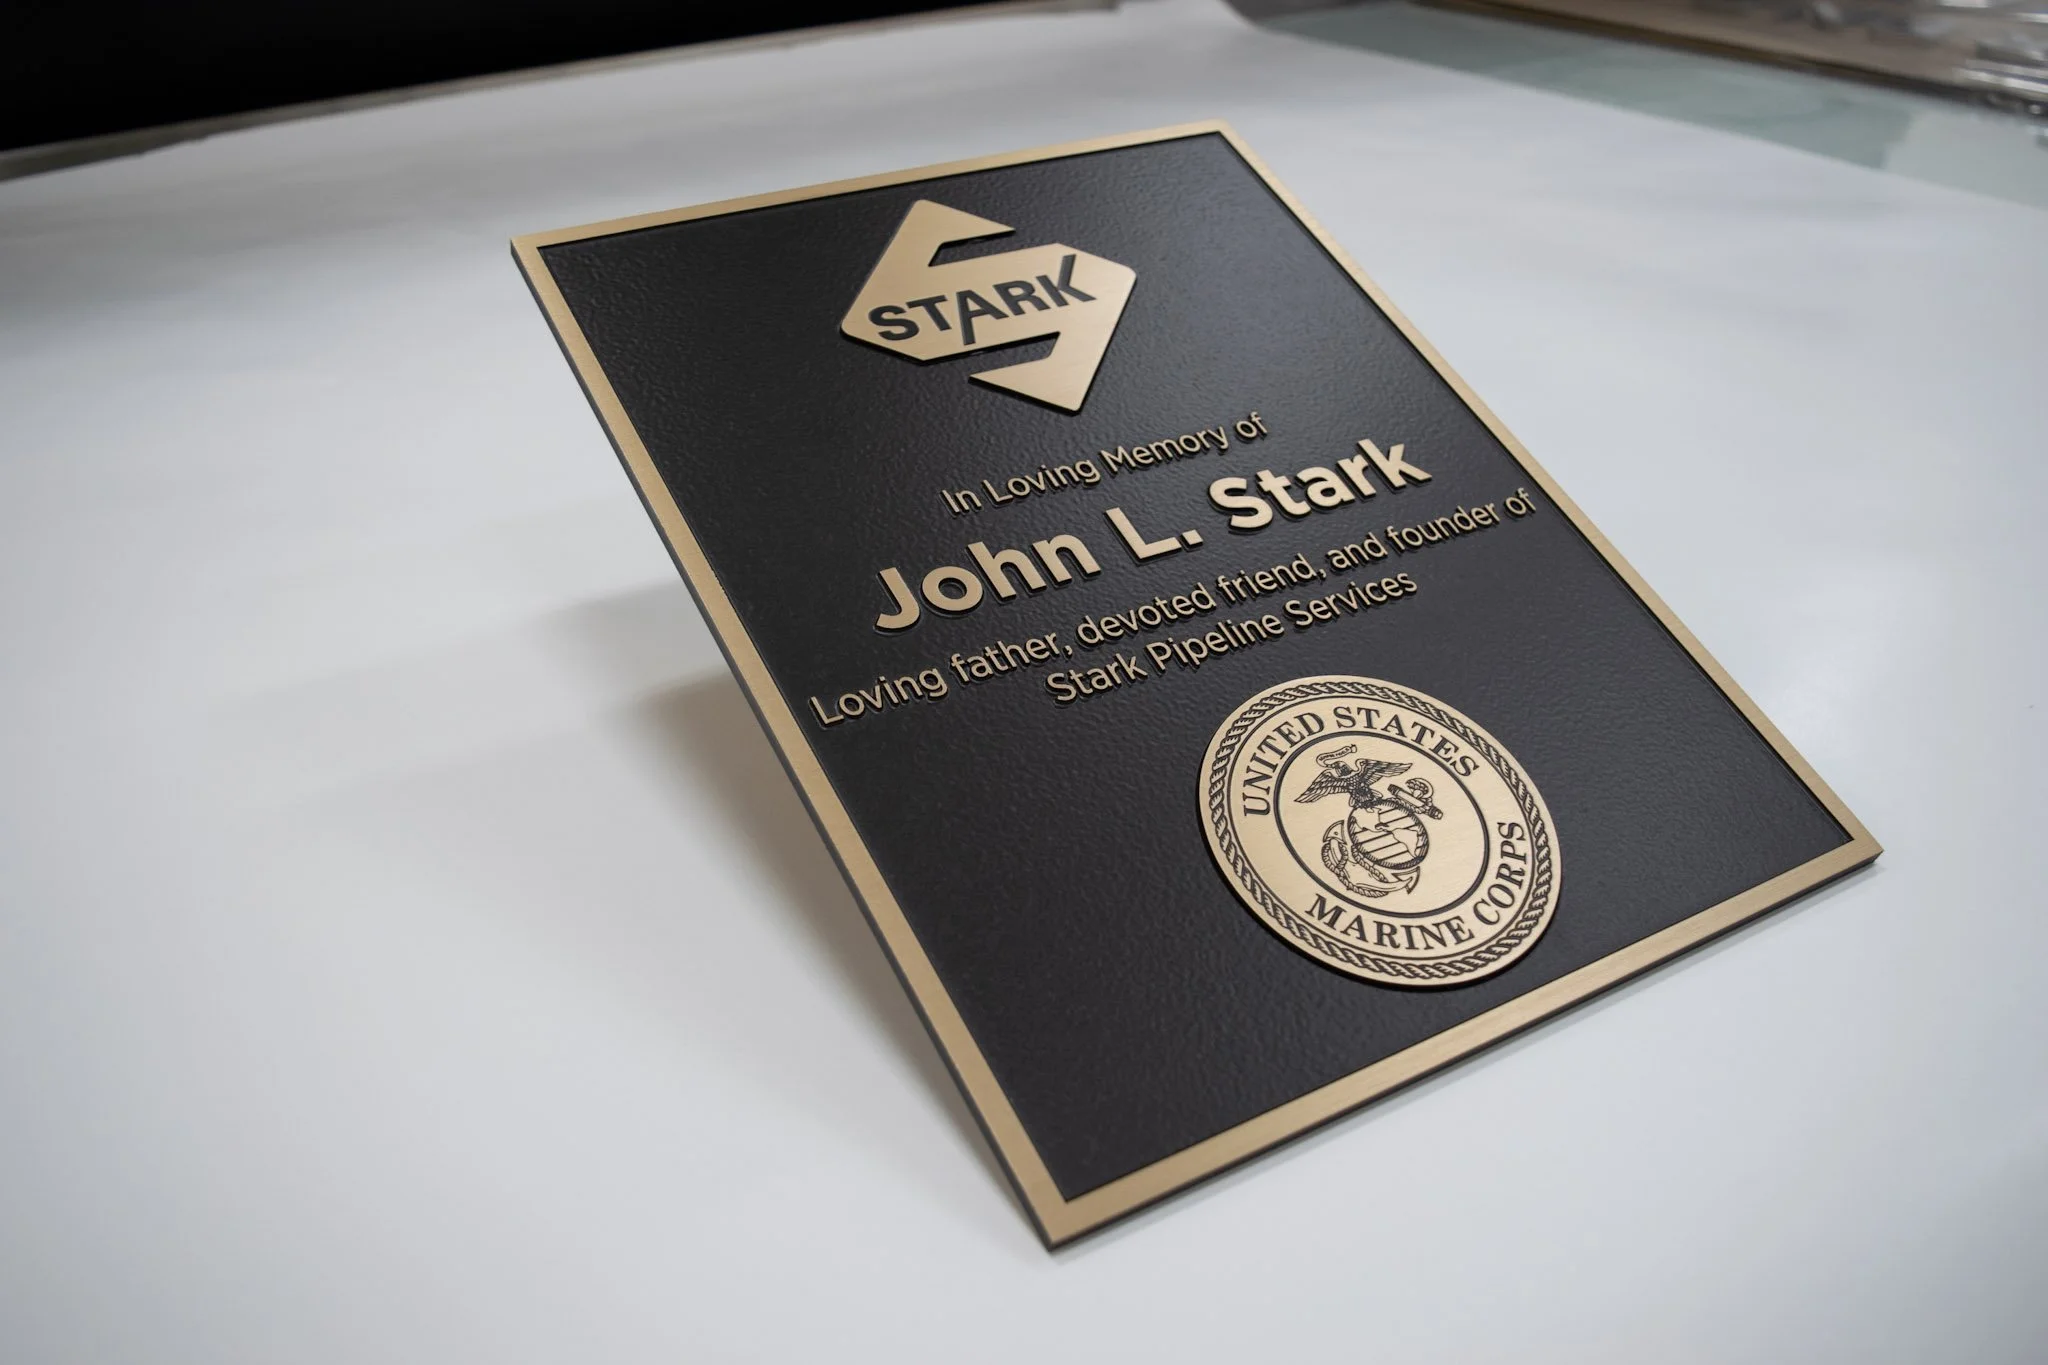 STARK
In Loving Memory of
John L. Stark
Loving father, devoted friend, and founder of
Stark Pipeline Services
UNITED STATES
MARINE CORPS